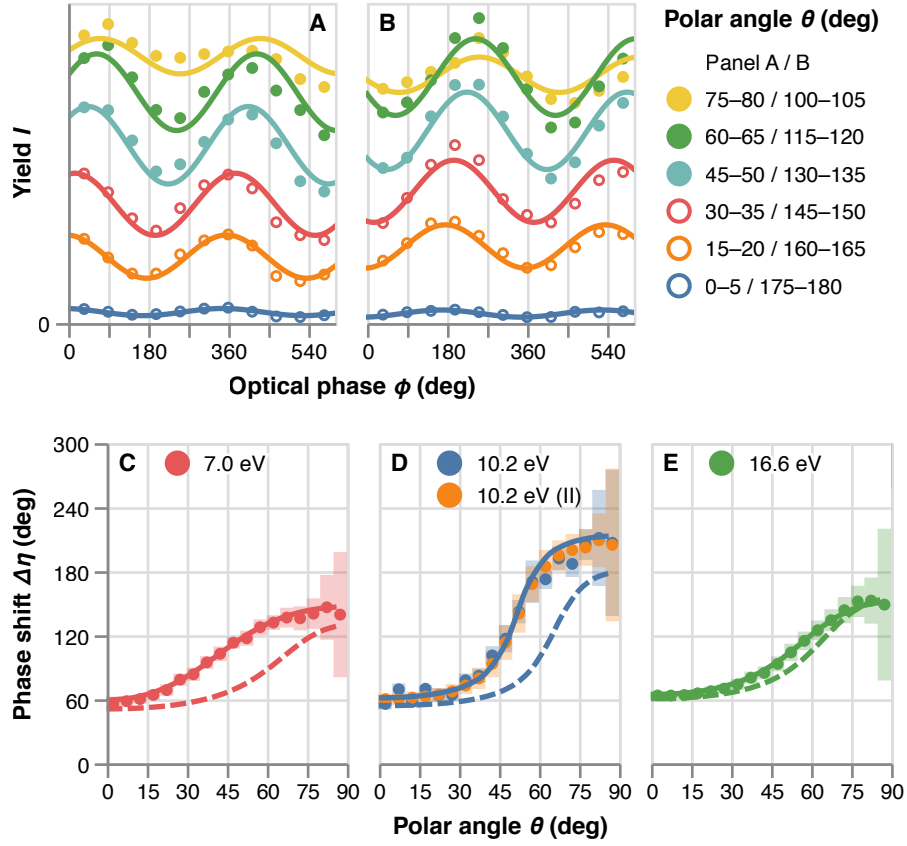 A
B
Polar angle θ (deg)
Panel A / B
75–80 / 100–105
60–65 / 115–120
45–50 / 130–135
30–35 / 145–150
15–20 / 160–165
0–5 / 175–180
Yield I
0
0 180 360 540
0 180 360 540
Optical phase ϕ (deg)
C
7.0 eV
D
10.2 eV
10.2 eV (II)
E
16.6 eV
Phase shift Δη (deg)
300
240
180
120
60
0
0 15 30 45 60 75 90
0 15 30 45 60 75 90
0 15 30 45 60 75 90
Polar angle θ (deg)